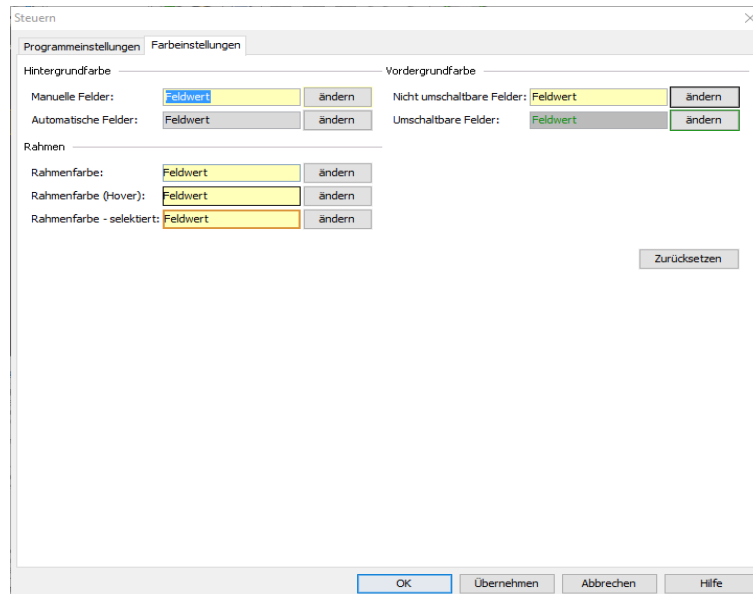 Steuern
Programmeinstellungen Farbeinstellungen
Hintergrundfarbe
Manuelle Felder: Feldwert ändern
Automatische Felder: Feldwert ändern
Rahmen
Rahmenfarbe: Feldwert ändern
Rahmenfarbe (Hover): Feldwert ändern
Rahmenfarbe - selektiert: Feldwert ändern
Vordergrundfarbe
Nicht umschaltbare Felder: Feldwert ändern
Umschaltbare Felder: Feldwert ändern
Zurücksetzen
OK Übernehmen Abbrechen Hilfe